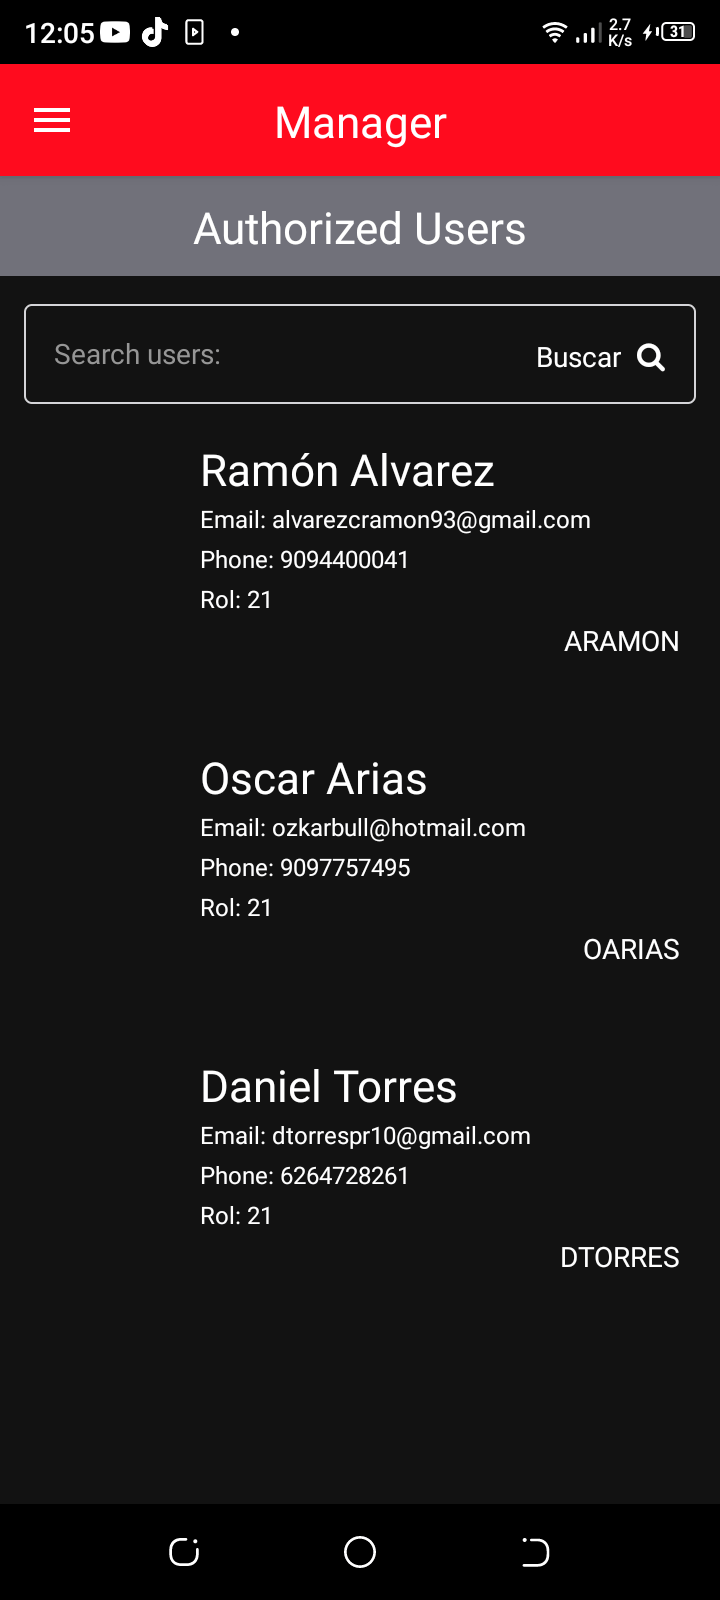 12:05 2.7 K/s 31
Manager
Authorized Users
Search users: Buscar
Ramón Alvarez
Email: alvarezcramon93@gmail.com
Phone: 9094400041
Rol: 21
ARAMON
Oscar Arias
Email: ozkarbull@hotmail.com
Phone: 9097757495
Rol: 21
OARIAS
Daniel Torres
Email: dtorrespr10@gmail.com
Phone: 6264728261
Rol: 21
DTORRES